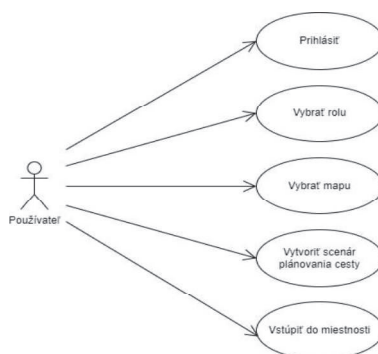 Prihlásiť
Vybrať rolu
Vybrať mapu
Používateľ
Vytvoriť scenár
plánovania cesty
Vstúpiť do miestnosti